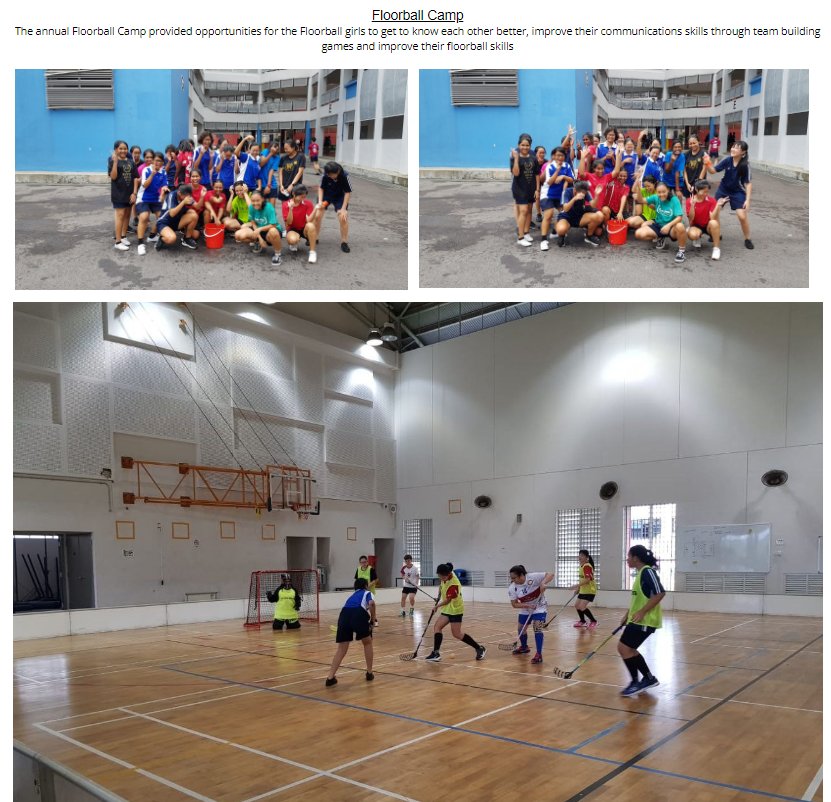 Floorball Camp
The annual Floorball Camp provided opportunities for the Floorball girls to get to know each other better, improve their communications skills through team building
games and improve their floorball skills